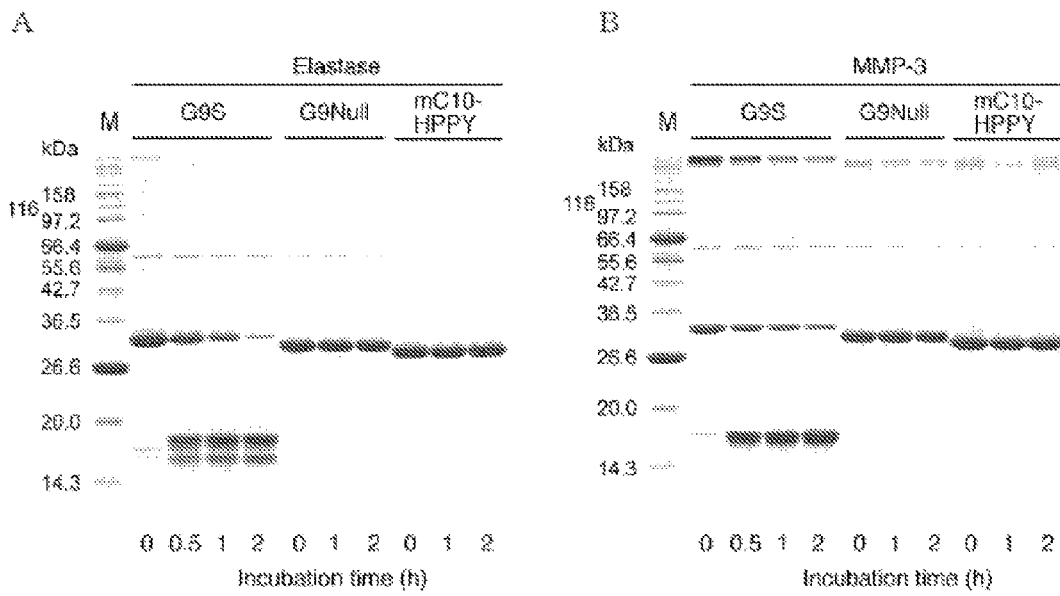 A
Elastase
M G9S G9Null mC10-
HPPY
kDa
158
116
97.2
66.4
55.6
42.7
36.5
26.6
20.0
14.3
0 0.5 1 2 0 1 2 0 1 2
Incubation time (h)
B
MMP-3
M G9S G9Null mC10-
HPPY
kDa
158
116
97.2
66.4
55.6
42.7
36.5
26.6
20.0
14.3
0 0.5 1 2 0 1 2 0 1 2
Incubation time (h)